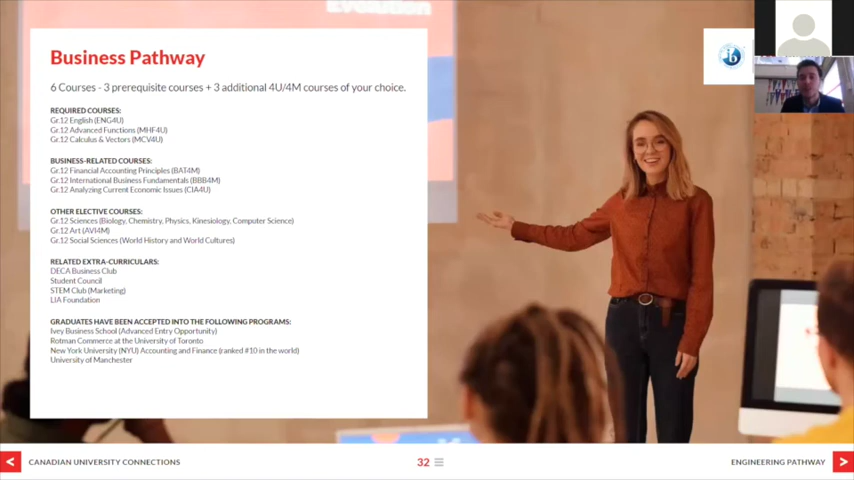 Evolution
Business Pathway
6 Courses - 3 prerequisite courses + 3 additional 4U/4M courses of your choice.
REQUIRED COURSES:
Gr.12 English (ENG4U)
Gr.12 Advanced Functions (MHF4U)
Gr.12 Calculus & Vectors (MCV4U)
BUSINESS-RELATED COURSES:
Gr.12 Financial Accounting Principles (BAT4M)
Gr.12 International Business Fundamentals (BBB4M)
Gr.12 Analyzing Current Economic Issues (CIA4U)
OTHER ELECTIVE COURSES:
Gr.12 Sciences (Biology, Chemistry, Physics, Kinesiology, Computer Science)
Gr.12 Art (AVI4M)
Gr.12 Social Sciences (World History and World Cultures)
RELATED EXTRA-CURRICULARS:
DECA Business Club
Student Council
STEM Club (Marketing)
LIA Foundation
GRADUATES HAVE BEEN ACCEPTED INTO THE FOLLOWING PROGRAMS:
Ivey Business School (Advanced Entry Opportunity)
Rotman Commerce at the University of Toronto
New York University (NYU) Accounting and Finance (ranked #10 in the world)
University of Manchester
CANADIAN UNIVERSITY CONNECTIONS
32
ENGINEERING PATHWAY